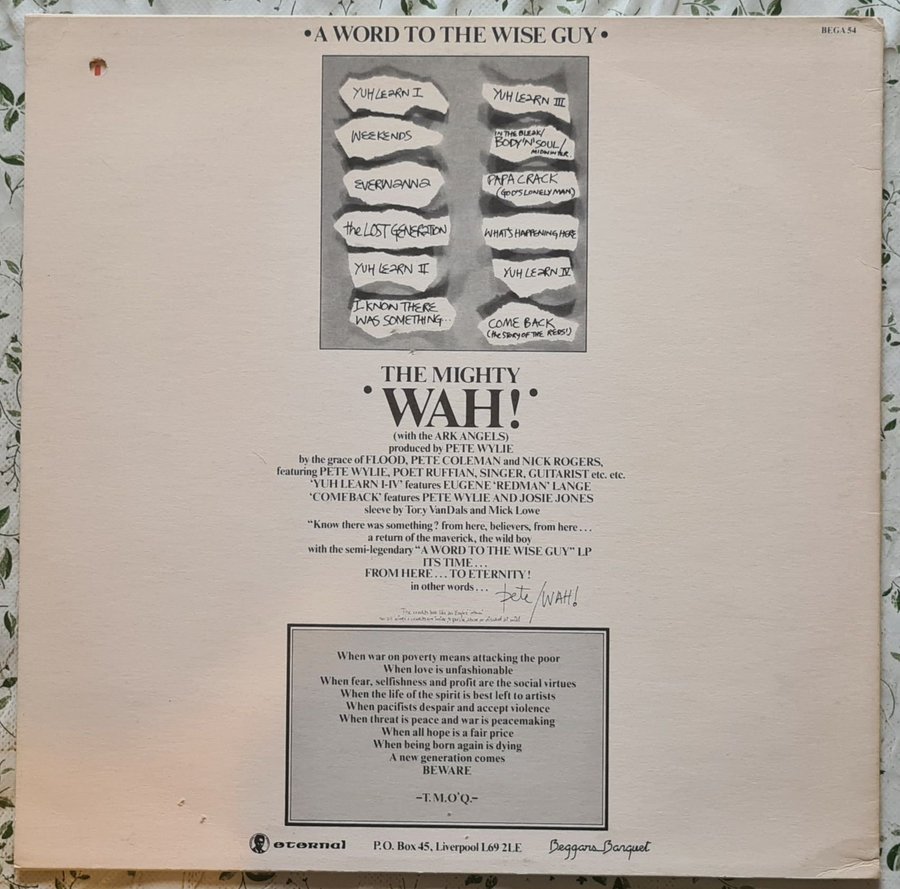 •A WORD TO THE WISE GUY•
BEGA 54
YUH LEARN I
WEEKENDS
EVERWANNA
the LOST GENERATION
YUH LEARN II
I KNOW THERE
WAS SOMETHING...
YUH LEARN III
IN THE BLEAK/
BODY 'N' SOUL/
MIDWINTER.
PAPA CRACK
(GOD'S LONELY MAN)
WHAT'S HAPPENING HERE
YUH LEARN IV
COME BACK
(the STORY OF THE REDS!)
THE MIGHTY
•WAH!•
(with the ARK ANGELS)
produced by PETE WYLIE
by the grace of FLOOD, PETE COLEMAN and NICK ROGERS,
featuring PETE WYLIE, POET RUFFIAN, SINGER, GUITARIST etc. etc.
'YUH LEARN I-IV' features EUGENE 'REDMAN' LANGE
'COMEBACK' features PETE WYLIE AND JOSIE JONES
sleeve by Tory VanDals and Mick Lowe
"Know there was something? from here, believers, from here...
a return of the maverick, the wild boy
with the semi-legendary "A WORD TO THE WISE GUY" LP
IT'S TIME...
FROM HERE... TO ETERNITY!
in other words...
pete/WAH!
When war on poverty means attacking the poor
When love is unfashionable
When fear, selfishness and profit are the social virtues
When the life of the spirit is best left to artists
When pacifists despair and accept violence
When threat is peace and war is peacemaking
When all hope is a fair price
When being born again is dying
A new generation comes
BEWARE
–T.M.O'Q.–
eternal
P.O. Box 45, Liverpool L69 2LE
Beggars Banquet